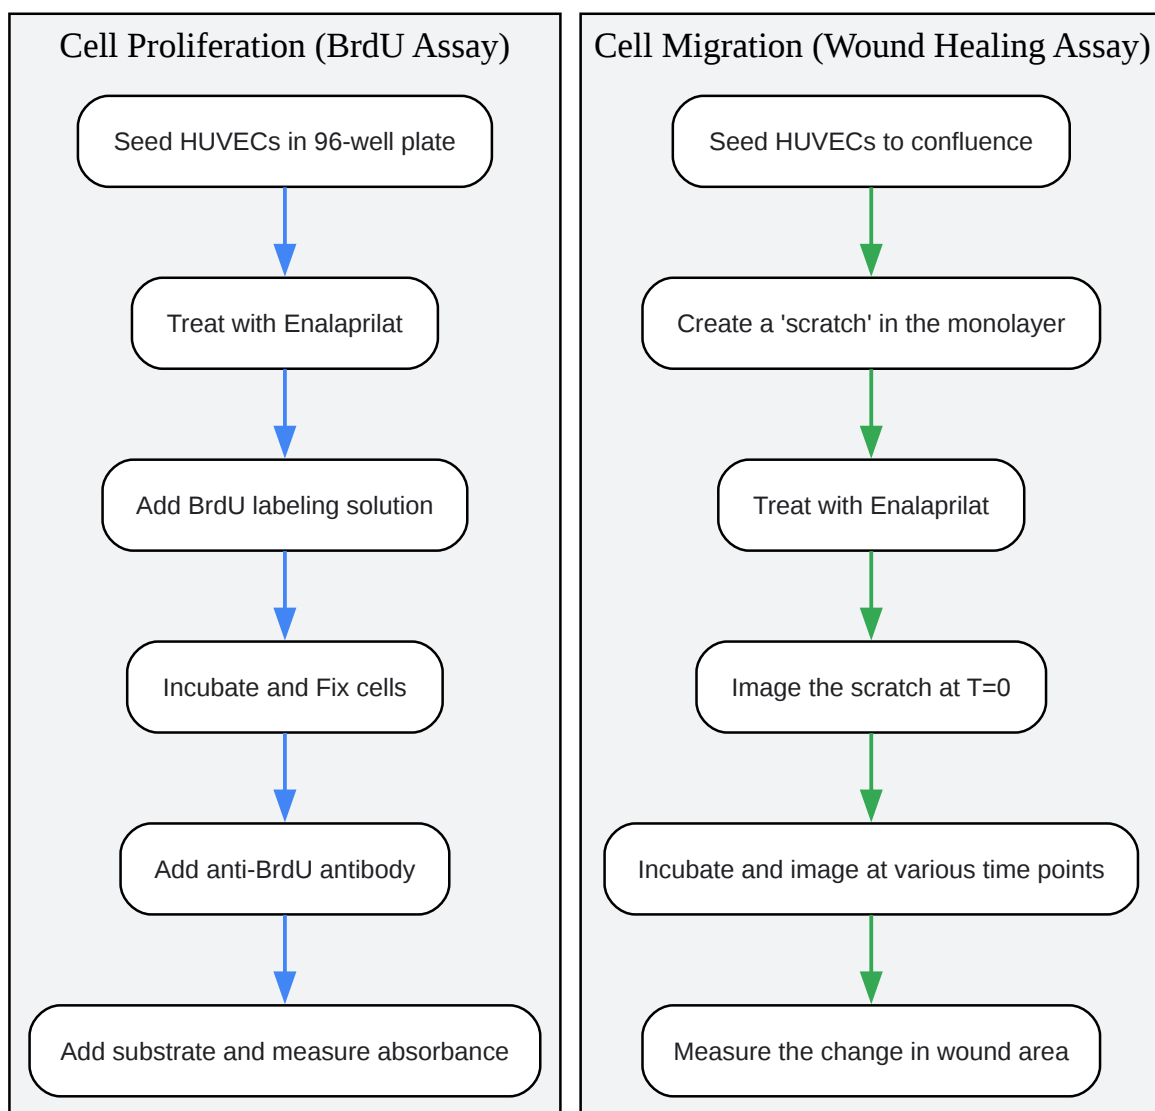 Cell Proliferation (BrdU Assay)
Seed HUVECs in 96-well plate
Treat with Enalaprilat
Add BrdU labeling solution
Incubate and Fix cells
Add anti-BrdU antibody
Add substrate and measure absorbance
Cell Migration (Wound Healing Assay)
Seed HUVECs to confluence
Create a 'scratch' in the monolayer
Treat with Enalaprilat
Image the scratch at T=0
Incubate and image at various time points
Measure the change in wound area